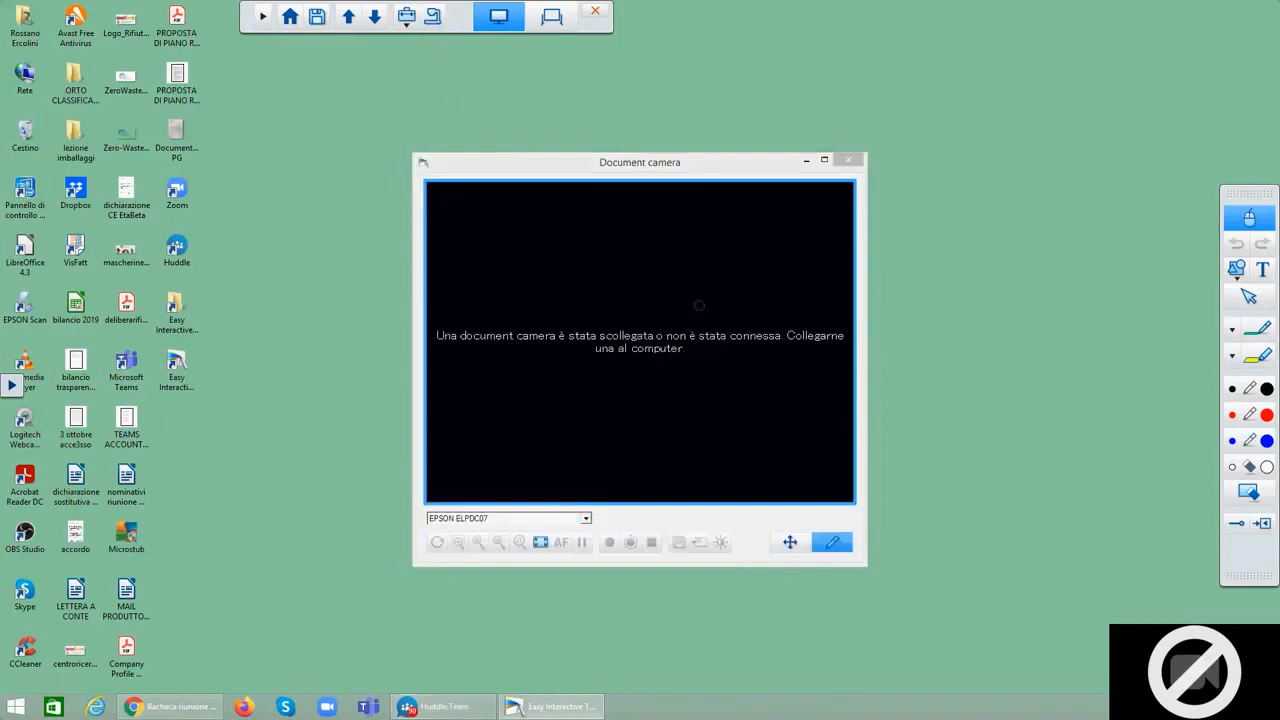 Rossano
Ercolini
Avast Free
Antivirus
Logo_Rifiut...
PROPOSTA
DI PIANO R...
Rete
ORTO
CLASSIFICA...
ZeroWaste...
PROPOSTA
DI PIANO R...
Cestino
lezione
imballaggi
Zero-Waste...
Document...
PG
Pannello di
controllo ...
Dropbox
dichiarazione
CE EtaBeta
Zoom
LibreOffice
4.3
VisFatt
mascherine...
Huddle
EPSON Scan
bilancio 2019
deliberarifi...
Easy
Interactive...
media
yer
bilancio
trasparen...
Microsoft
Teams
Easy
Interacti...
Logitech
Webca...
3 ottobre
acce3sso
TEAMS
ACCOUNT...
Acrobat
Reader DC
dichiarazione
sostitutiva ...
nominativi
riunione ...
OBS Studio
accordo
Microstub
Skype
LETTERA A
CONTE
MAIL
PRODUTTO...
CCleaner
centroricer...
Company
Profile ...
Document camera
Una document camera è stata scollegata o non è stata connessa. Collegarne
una al computer.
EPSON ELPDC07
AF
T
Bacheca riunione ...
Huddle.Team
Easy Interactive T...